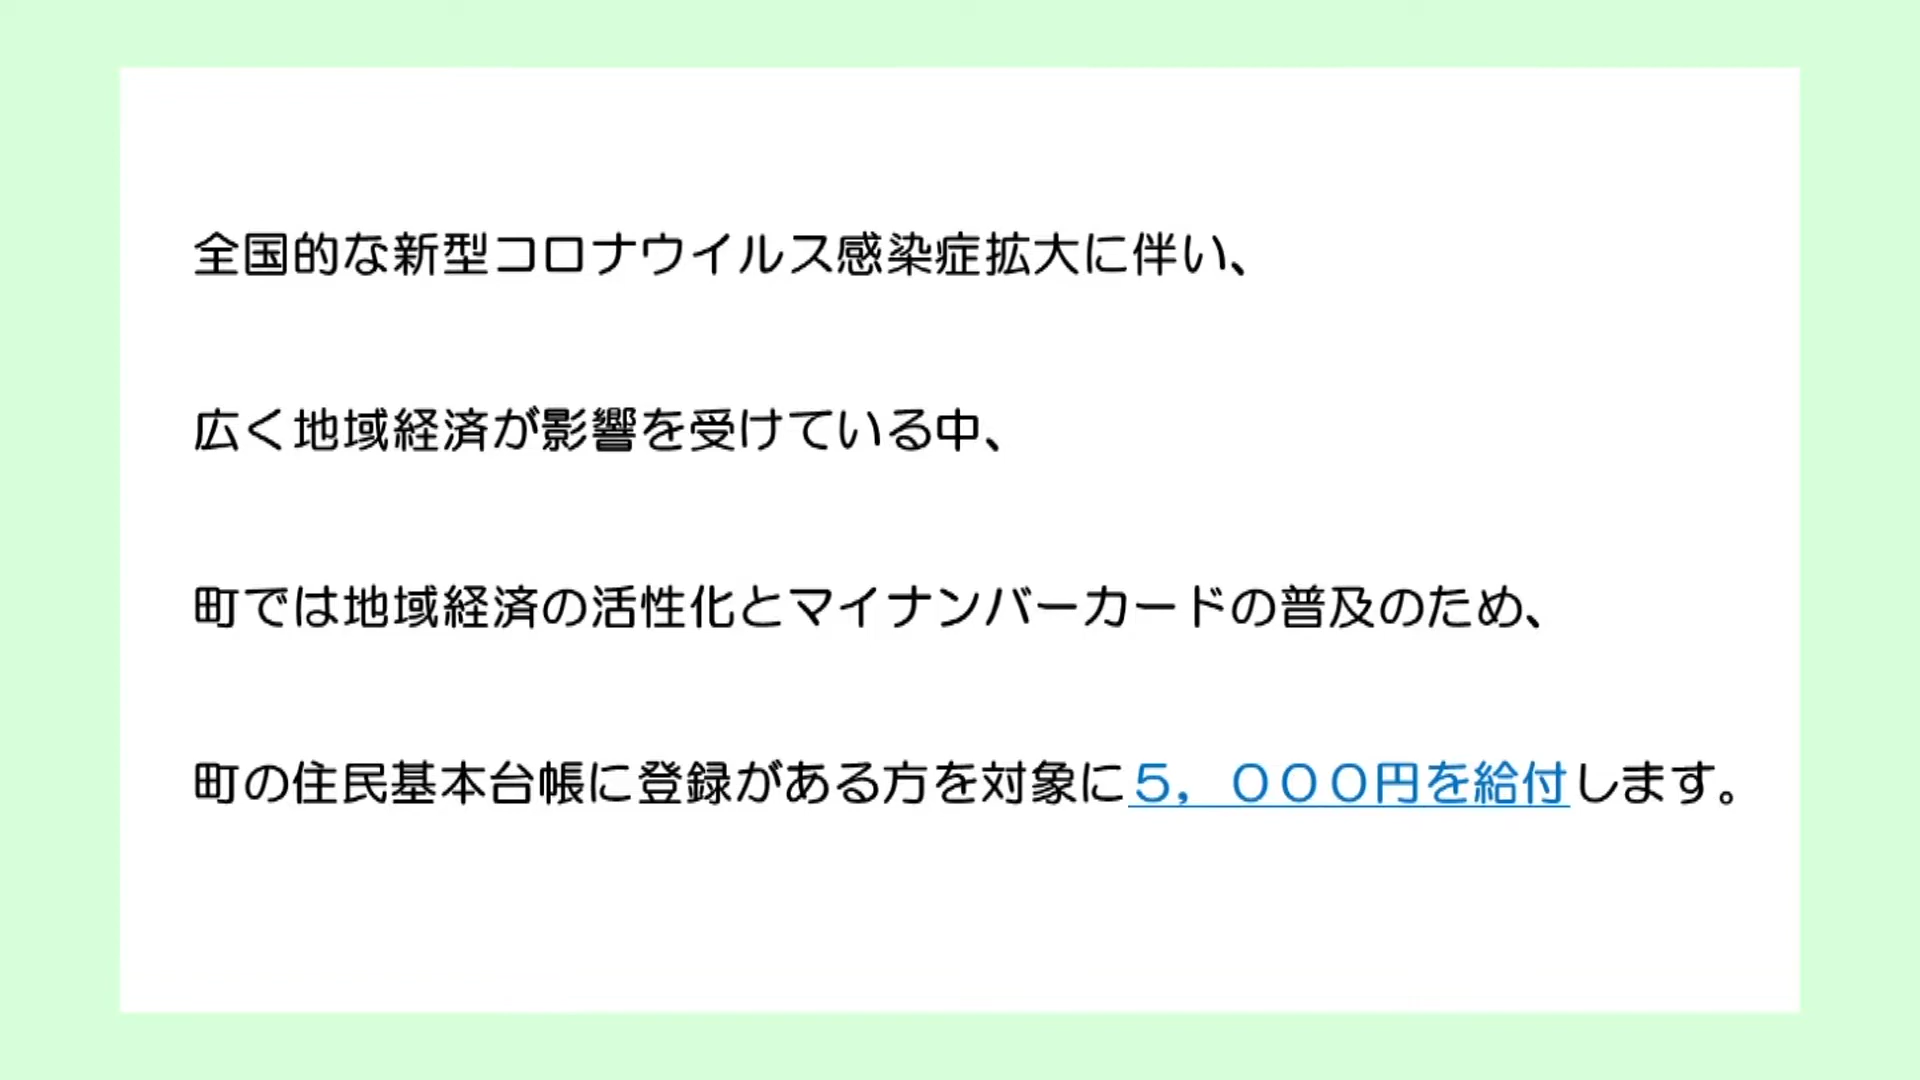 全国的な新型コロナウイルス感染症拡大に伴い、
広く地域経済が影響を受けている中、
町では地域経済の活性化とマイナンバーカードの普及のため、
町の住民基本台帳に登録がある方を対象に５，０００円を給付します。